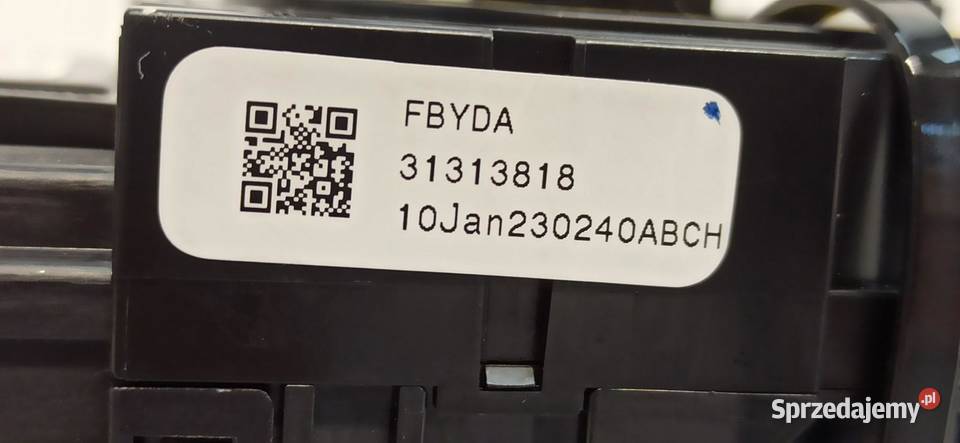 FBYDA
31313818
10Jan230240ABCH
Sprzedajemy.pl